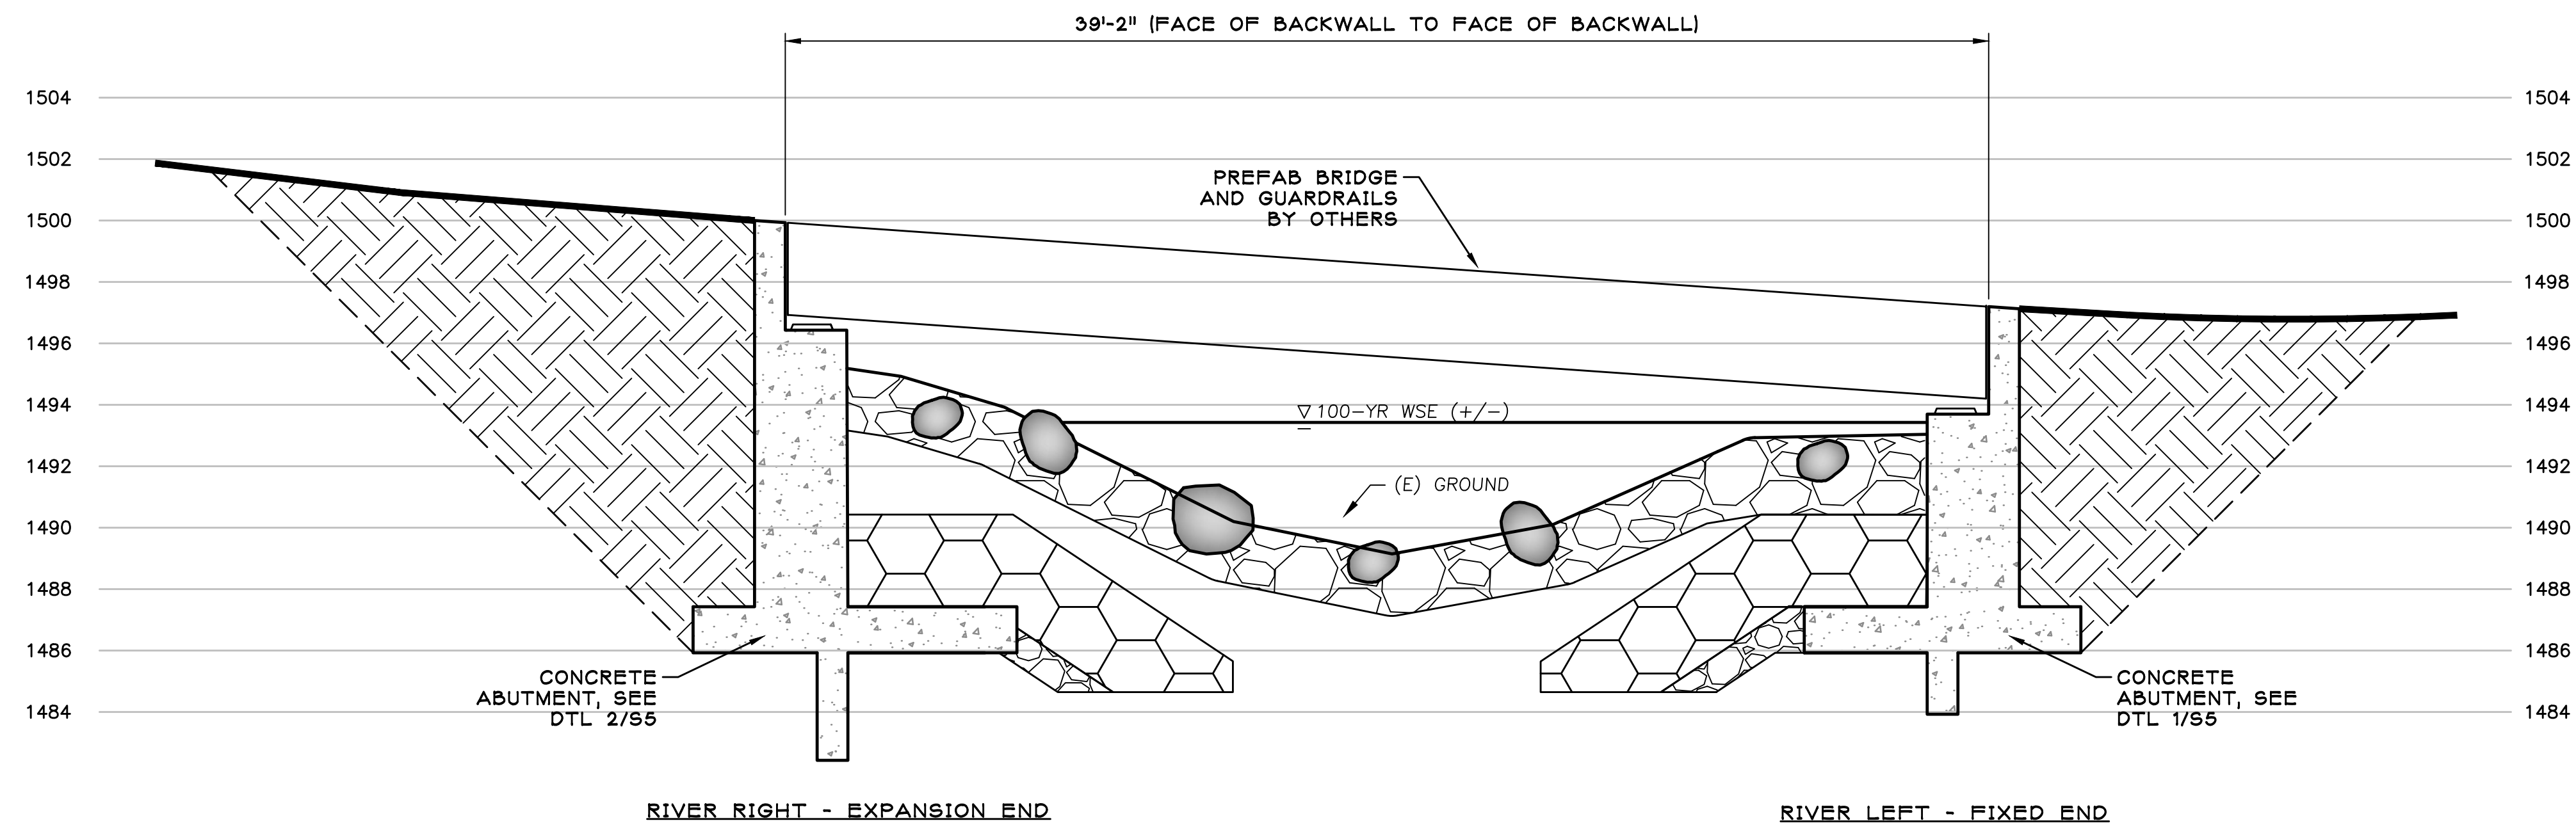 39'-2" (FACE OF BACKWALL TO FACE OF BACKWALL)
1504
1504
1502
1502
PREFAB BRIDGE
AND GUARDRAILS
BY OTHERS
1500
1500
1498
1498
1496
1496
1494
1494
100-YR WSE (+/-)
1492
1492
(E) GROUND
1490
1490
1488
1488
1486
1486
CONCRETE
ABUTMENT, SEE
DTL 2/S5
CONCRETE
ABUTMENT, SEE
DTL 1/S5
1484
1484
RIVER RIGHT - EXPANSION END
RIVER LEFT - FIXED END